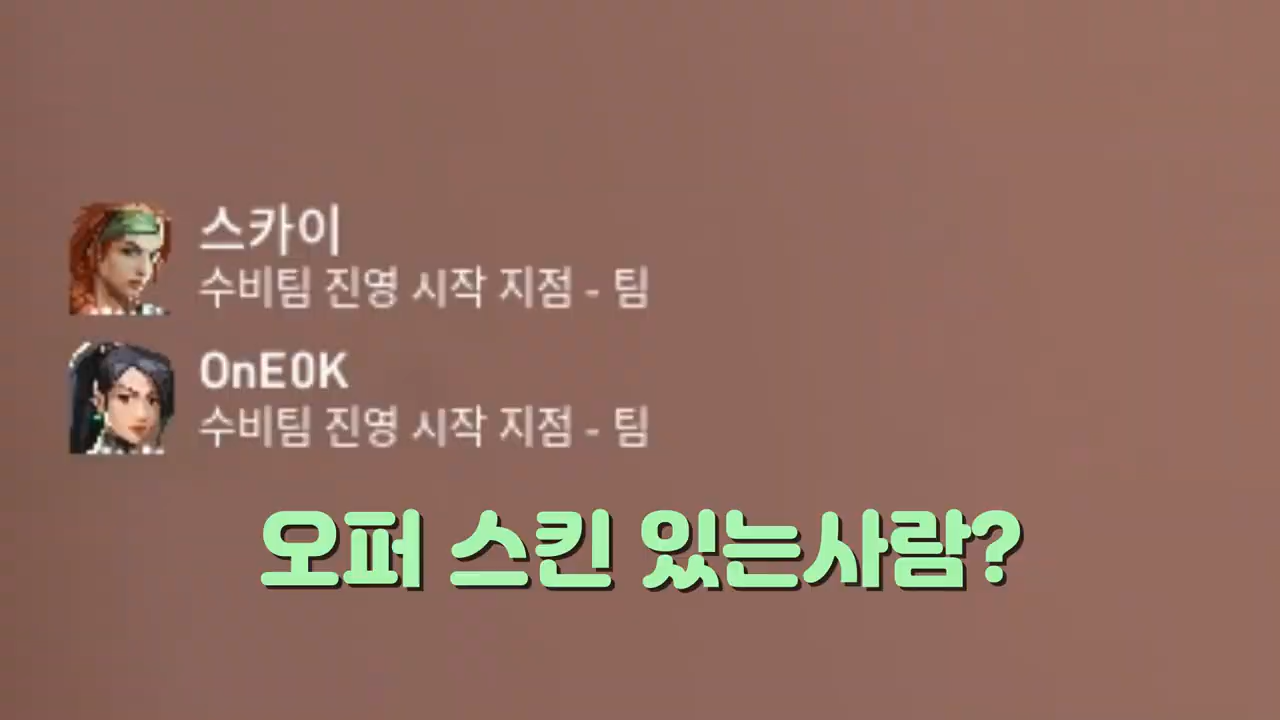 스카이
수비팀 진영 시작 지점 - 팀
OnE0K
수비팀 진영 시작 지점 - 팀
오퍼 스킨 있는사람?